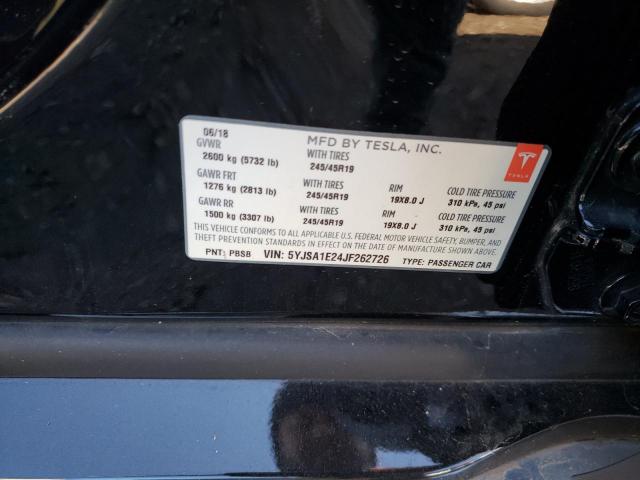 06/18 MFD BY TESLA, INC.
GVWR WITH TIRES
2600 kg (5732 lb) 245/45R19
GAWR FRT WITH TIRES RIM COLD TIRE PRESSURE
1276 kg (2813 lb) 245/45R19 19X8.0 J 310 kPa, 45 psi
GAWR RR WITH TIRES RIM COLD TIRE PRESSURE
1500 kg (3307 lb) 245/45R19 19X8.0 J 310 kPa, 45 psi
THIS VEHICLE CONFORMS TO ALL APPLICABLE U.S. FEDERAL MOTOR VEHICLE SAFETY, BUMPER, AND
THEFT PREVENTION STANDARDS IN EFFECT ON THE DATE OF MANUFACTURE SHOWN ABOVE.
PNT: PBSB VIN: 5YJSA1E24JF262726 TYPE: PASSENGER CAR
TESLA